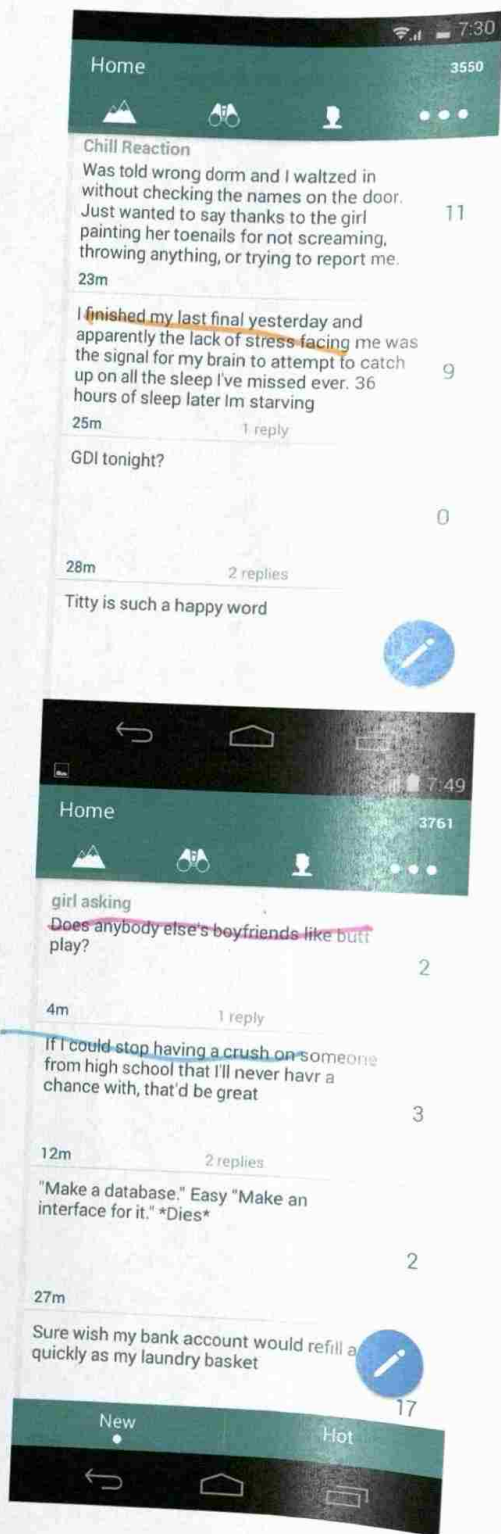 7:30
Home
3550
Chill Reaction
Was told wrong dorm and I waltzed in
without checking the names on the door.
Just wanted to say thanks to the girl
painting her toenails for not screaming,
throwing anything, or trying to report me.
11
23m
I finished my last final yesterday and
apparently the lack of stress facing me was
the signal for my brain to attempt to catch
up on all the sleep I've missed ever. 36
hours of sleep later Im starving
9
25m
1 reply
GDI tonight?
0
28m
2 replies
Titty is such a happy word
7:49
Home
3761
girl asking
Does anybody else's boyfriends like butt
play?
2
4m
1 reply
If I could stop having a crush on someone
from high school that I'll never havr a
chance with, that'd be great
3
12m
2 replies
"Make a database." Easy "Make an
interface for it." *Dies*
2
27m
Sure wish my bank account would refill a
quickly as my laundry basket
17
New
Hot